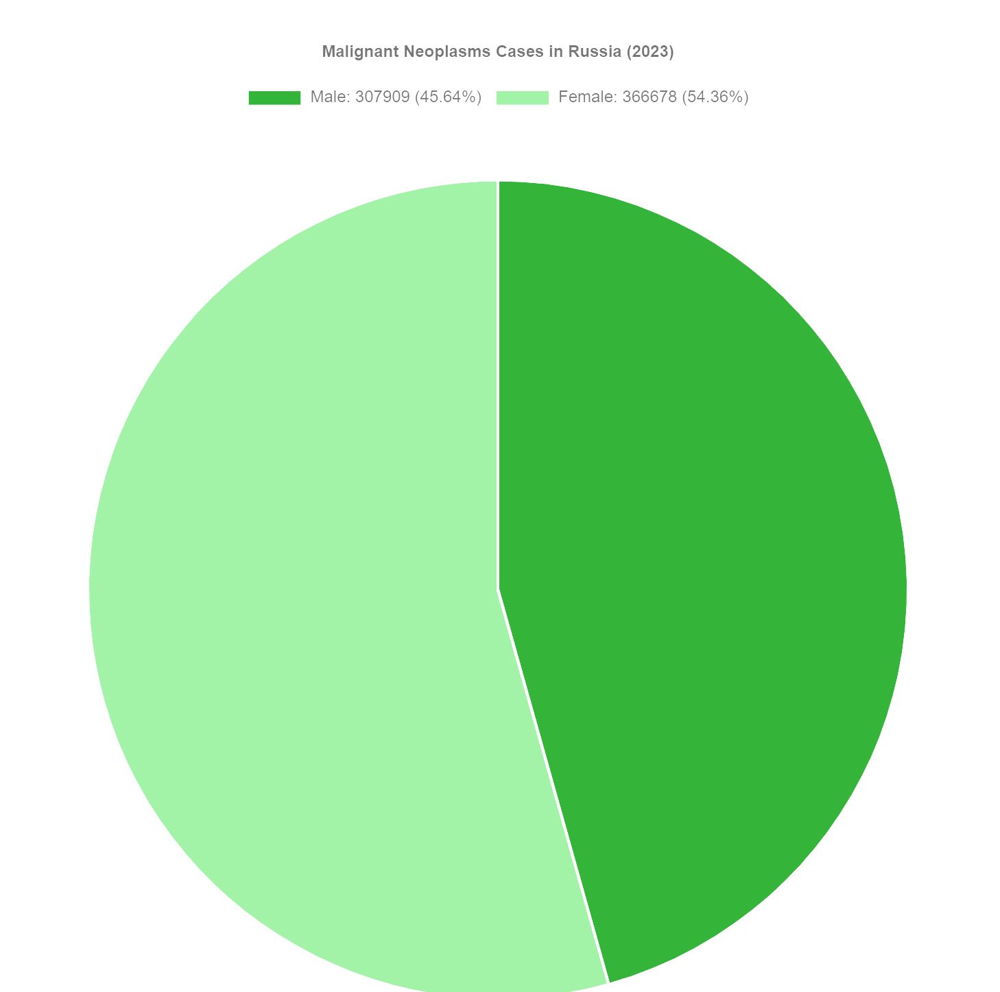 Malignant Neoplasms Cases in Russia (2023)
Male: 307909 (45.64%) Female: 366678 (54.36%)